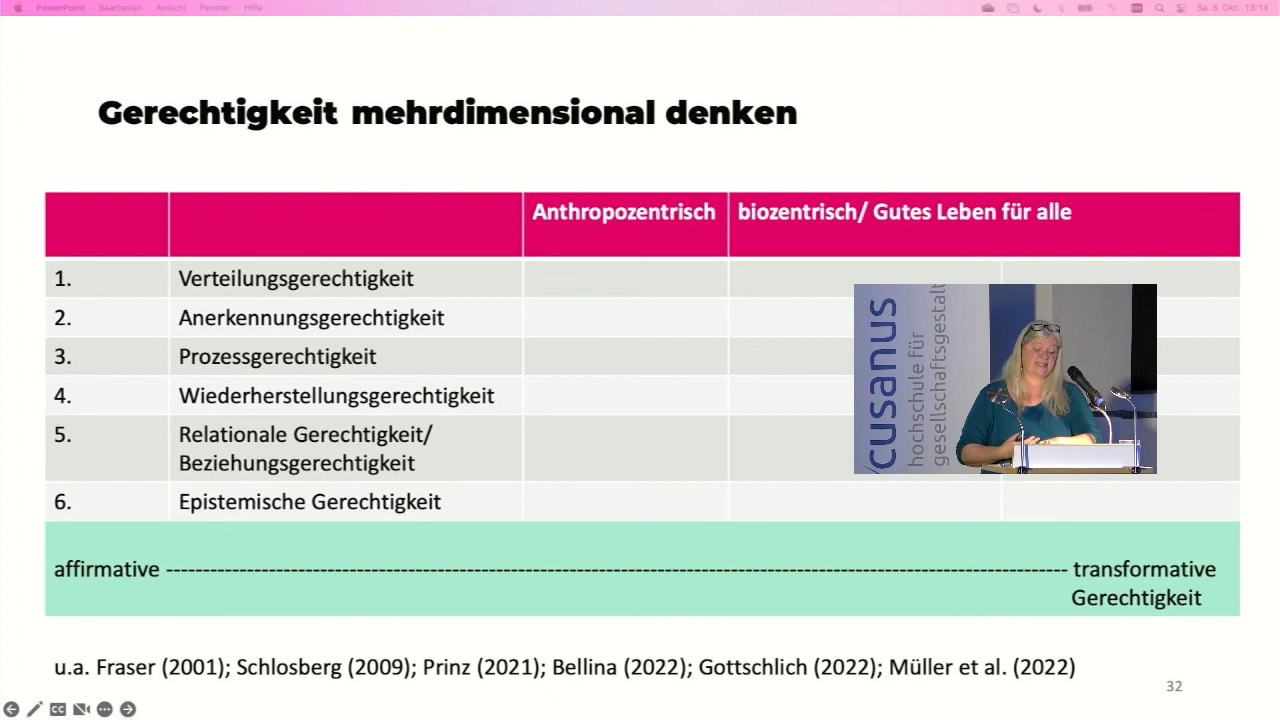 PowerPoint Bearbeiten Ansicht Fenster Hilfe
Sa. 8. Okt. 13:14
Gerechtigkeit mehrdimensional denken
Anthropozentrisch
biozentrisch/ Gutes Leben für alle
1. Verteilungsgerechtigkeit
2. Anerkennungsgerechtigkeit
3. Prozessgerechtigkeit
4. Wiederherstellungsgerechtigkeit
5. Relationale Gerechtigkeit/
Beziehungsgerechtigkeit
6. Epistemische Gerechtigkeit
cusanus
hochschule für
gesellschaftsgestalt
affirmative ---------------------------------------------------------------------------------------------------- transformative
Gerechtigkeit
u.a. Fraser (2001); Schlosberg (2009); Prinz (2021); Bellina (2022); Gottschlich (2022); Müller et al. (2022)
32
CC